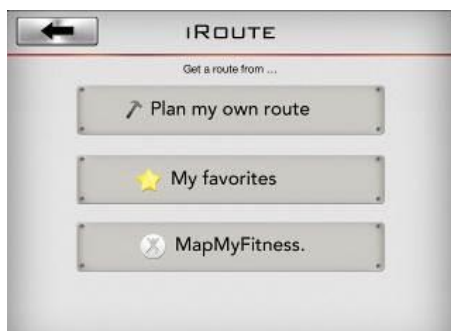 iROUTE
Get a route from ...
Plan my own route
My favorites
MapMyFitness.